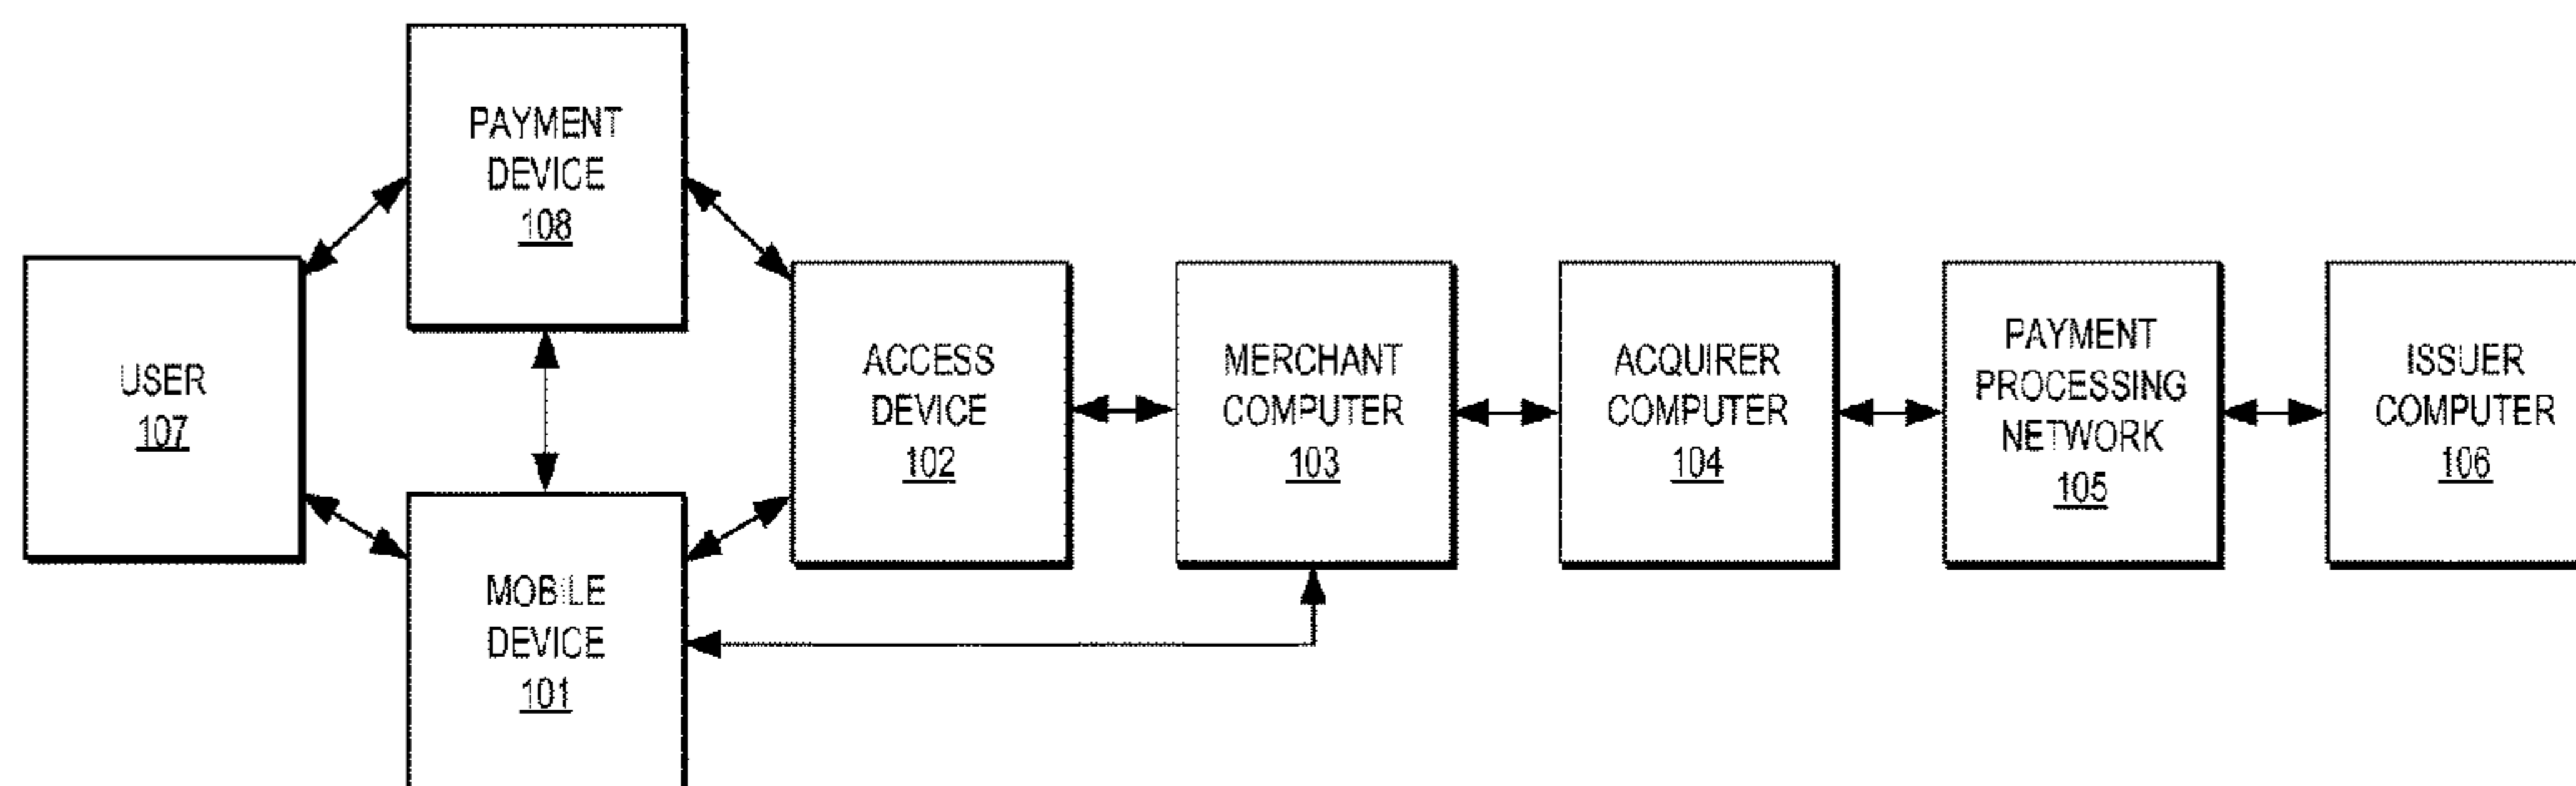 PAYMENT
DEVICE
108
USER
107
MOBILE
DEVICE
101
ACCESS
DEVICE
102
MERCHANT
COMPUTER
103
ACQUIRER
COMPUTER
104
PAYMENT
PROCESSING
NETWORK
105
ISSUER
COMPUTER
106